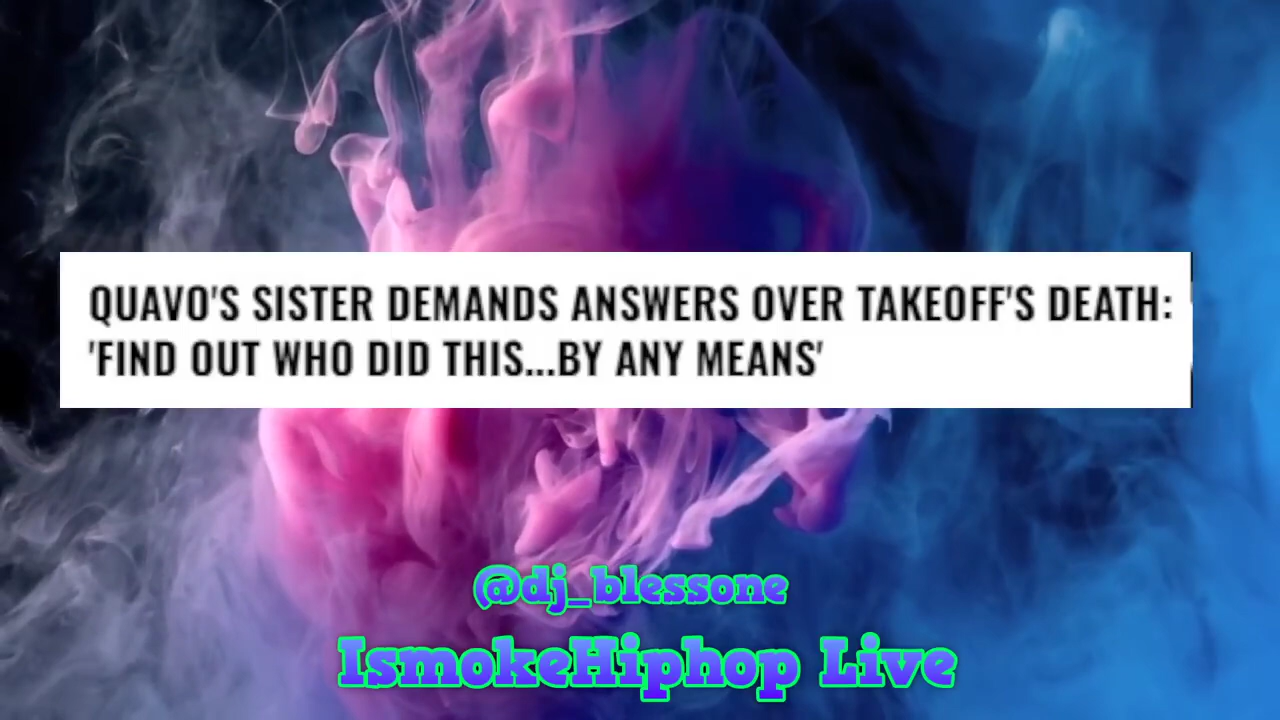 QUAVO'S SISTER DEMANDS ANSWERS OVER TAKEOFF'S DEATH:
'FIND OUT WHO DID THIS...BY ANY MEANS'
@dj_blessone
IsmokeHiphop Live